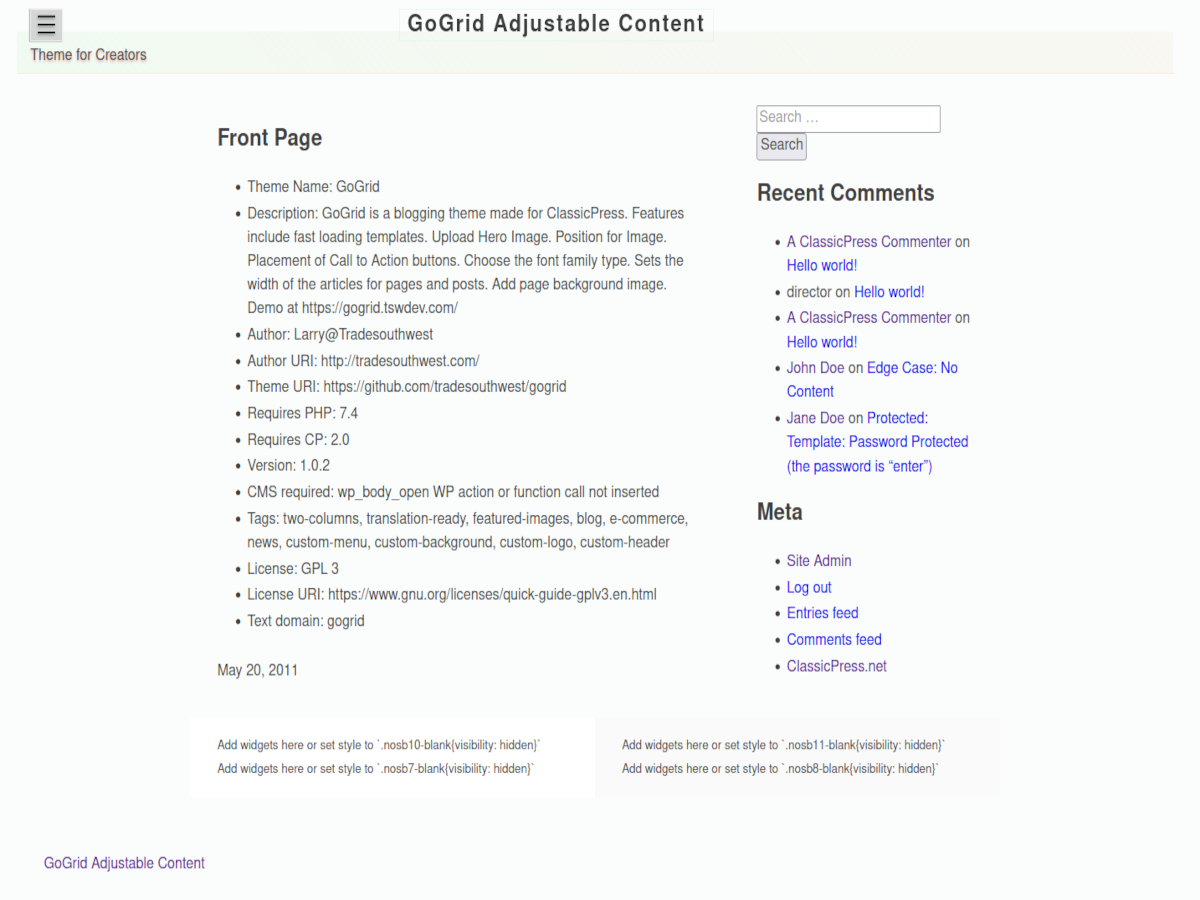 GoGrid Adjustable Content
Theme for Creators
Front Page
Theme Name: GoGrid
Description: GoGrid is a blogging theme made for ClassicPress. Features
include fast loading templates. Upload Hero Image. Position for Image.
Placement of Call to Action buttons. Choose the font family type. Sets the
width of the articles for pages and posts. Add page background image.
Demo at https://gogrid.tswdev.com/
Author: Larry@Tradesouthwest
Author URI: http://tradesouthwest.com/
Theme URI: https://github.com/tradesouthwest/gogrid
Requires PHP: 7.4
Requires CP: 2.0
Version: 1.0.2
CMS required: wp_body_open WP action or function call not inserted
Tags: two-columns, translation-ready, featured-images, blog, e-commerce,
news, custom-menu, custom-background, custom-logo, custom-header
License: GPL 3
License URI: https://www.gnu.org/licenses/quick-guide-gplv3.en.html
Text domain: gogrid
May 20, 2011
Search …
Search
Recent Comments
A ClassicPress Commenter on
Hello world!
director on Hello world!
A ClassicPress Commenter on
Hello world!
John Doe on Edge Case: No
Content
Jane Doe on Protected:
Template: Password Protected
(the password is “enter”)
Meta
Site Admin
Log out
Entries feed
Comments feed
ClassicPress.net
Add widgets here or set style to `.nosb10-blank{visibility: hidden}`
Add widgets here or set style to `.nosb7-blank{visibility: hidden}`
Add widgets here or set style to `.nosb11-blank{visibility: hidden}`
Add widgets here or set style to `.nosb8-blank{visibility: hidden}`
GoGrid Adjustable Content